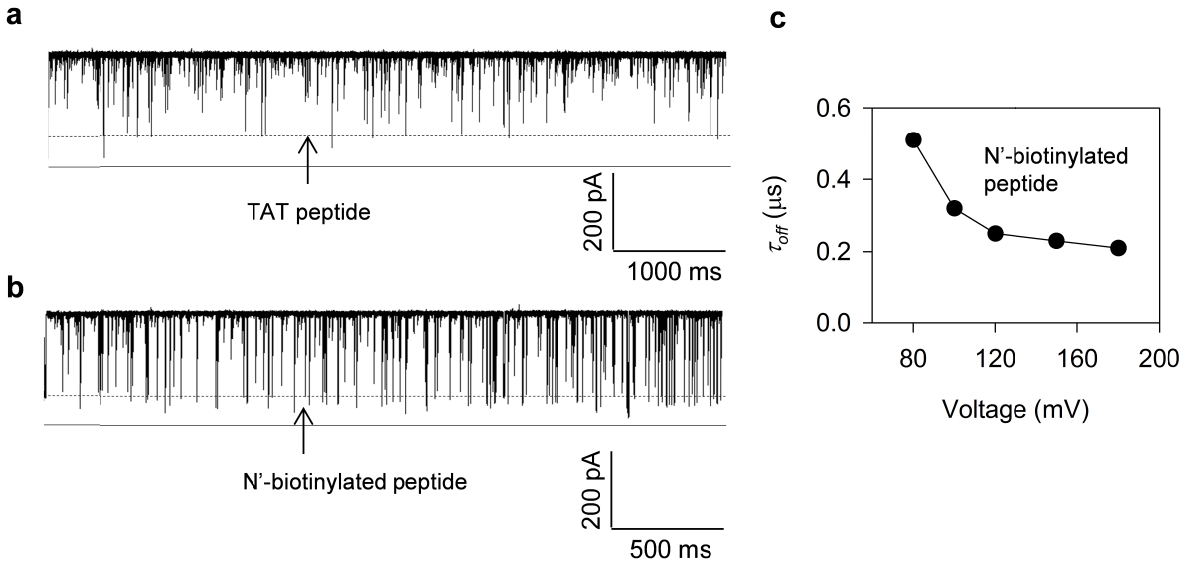 a
TAT peptide
200 pA
1000 ms
b
N’-biotinylated peptide
200 pA
500 ms
c
0.6
0.4
0.2
0.0
τoff (μs)
N’-biotinylated
peptide
80 120 160 200
Voltage (mV)